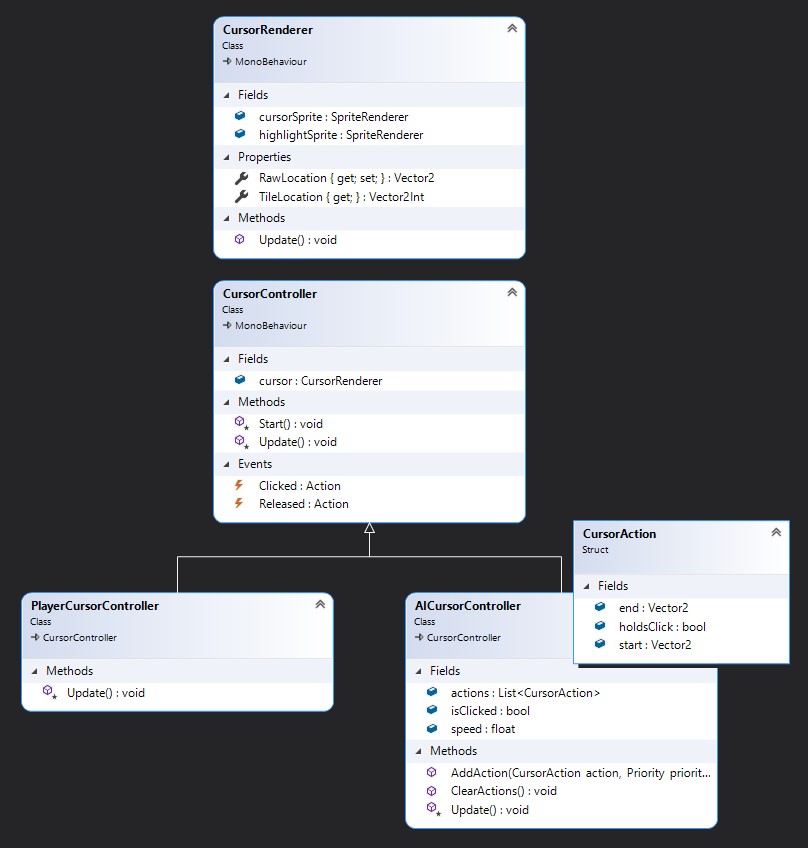 CursorRenderer
Class
MonoBehaviour
Fields
cursorSprite : SpriteRenderer
highlightSprite : SpriteRenderer
Properties
RawLocation { get; set; } : Vector2
TileLocation { get; } : Vector2Int
Methods
Update() : void
CursorController
Class
MonoBehaviour
Fields
cursor : CursorRenderer
Methods
Start() : void
Update() : void
Events
Clicked : Action
Released : Action
PlayerCursorController
Class
CursorController
Methods
Update() : void
AICursorController
Class
CursorController
Fields
actions : List<CursorAction>
isClicked : bool
speed : float
Methods
AddAction(CursorAction action, Priority priorit...
ClearActions() : void
Update() : void
CursorAction
Struct
Fields
end : Vector2
holdsClick : bool
start : Vector2